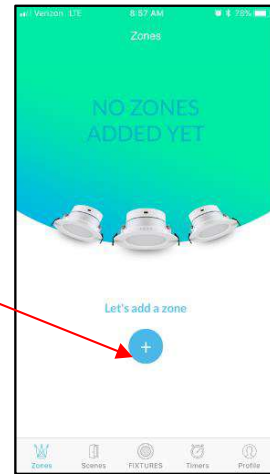 Verizon LTE 8:57 AM 78%
Zones
NO ZONES
ADDED YET
Let's add a zone
+
Zones Scenes FIXTURES Timers Profile